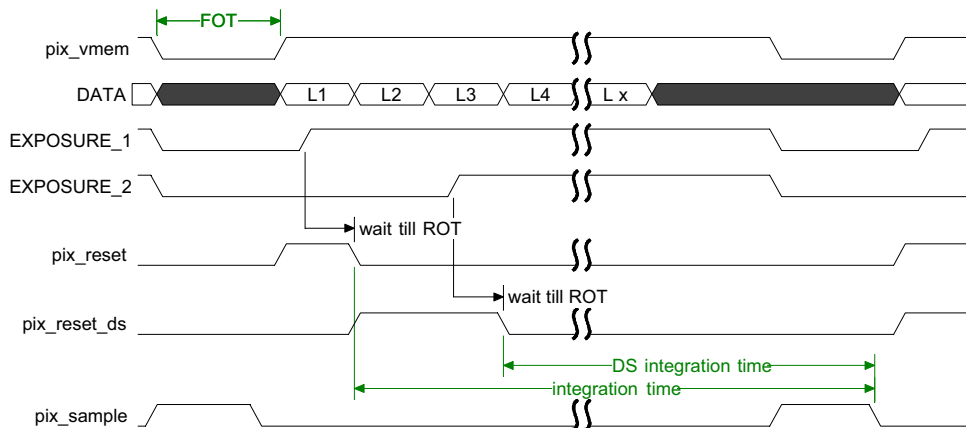 FOT
pix_vmem
DATA L1 L2 L3 L4 L x
EXPOSURE_1
EXPOSURE_2
wait till ROT
pix_reset
wait till ROT
pix_reset_ds
DS integration time
integration time
pix_sample